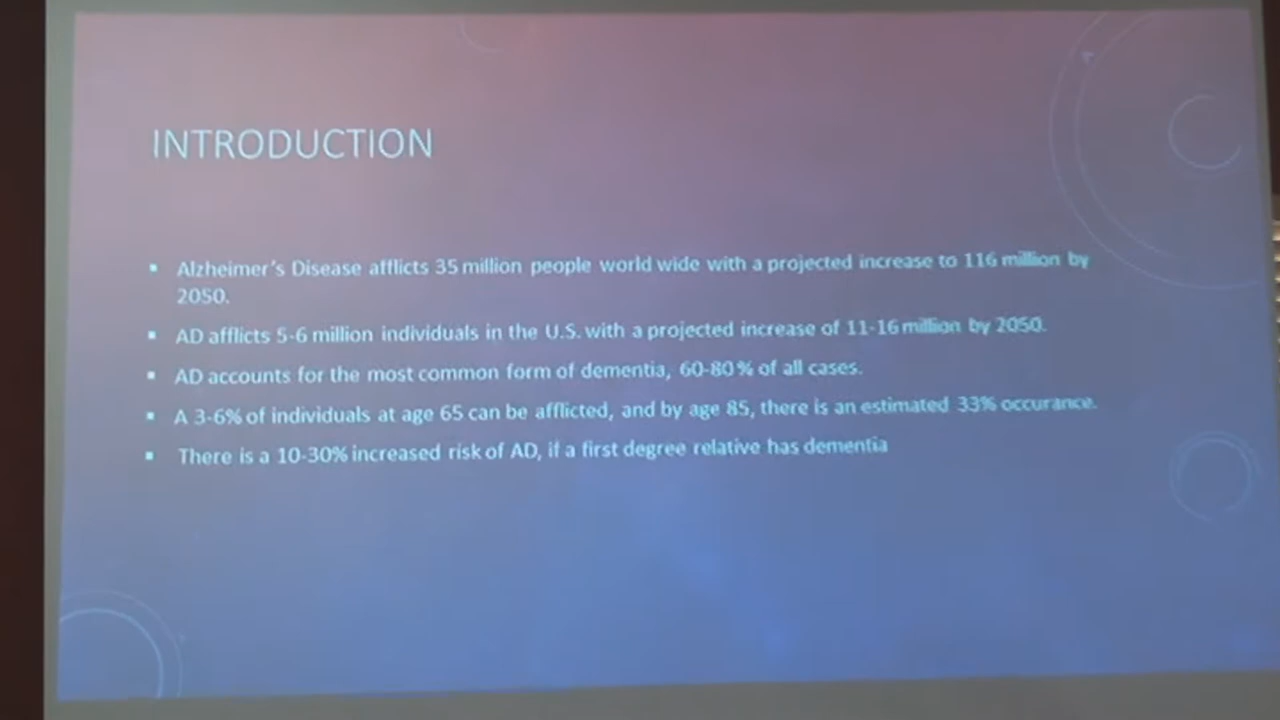 INTRODUCTION
▪ Alzheimer's Disease afflicts 35 million people world wide with a projected increase to 116 million by
2050.
▪ AD afflicts 5-6 million individuals in the U.S. with a projected increase of 11-16 million by 2050.
▪ AD accounts for the most common form of dementia, 60-80% of all cases.
▪ A 3-6% of individuals at age 65 can be afflicted, and by age 85, there is an estimated 33% occurance.
▪ There is a 10-30% increased risk of AD, if a first degree relative has dementia